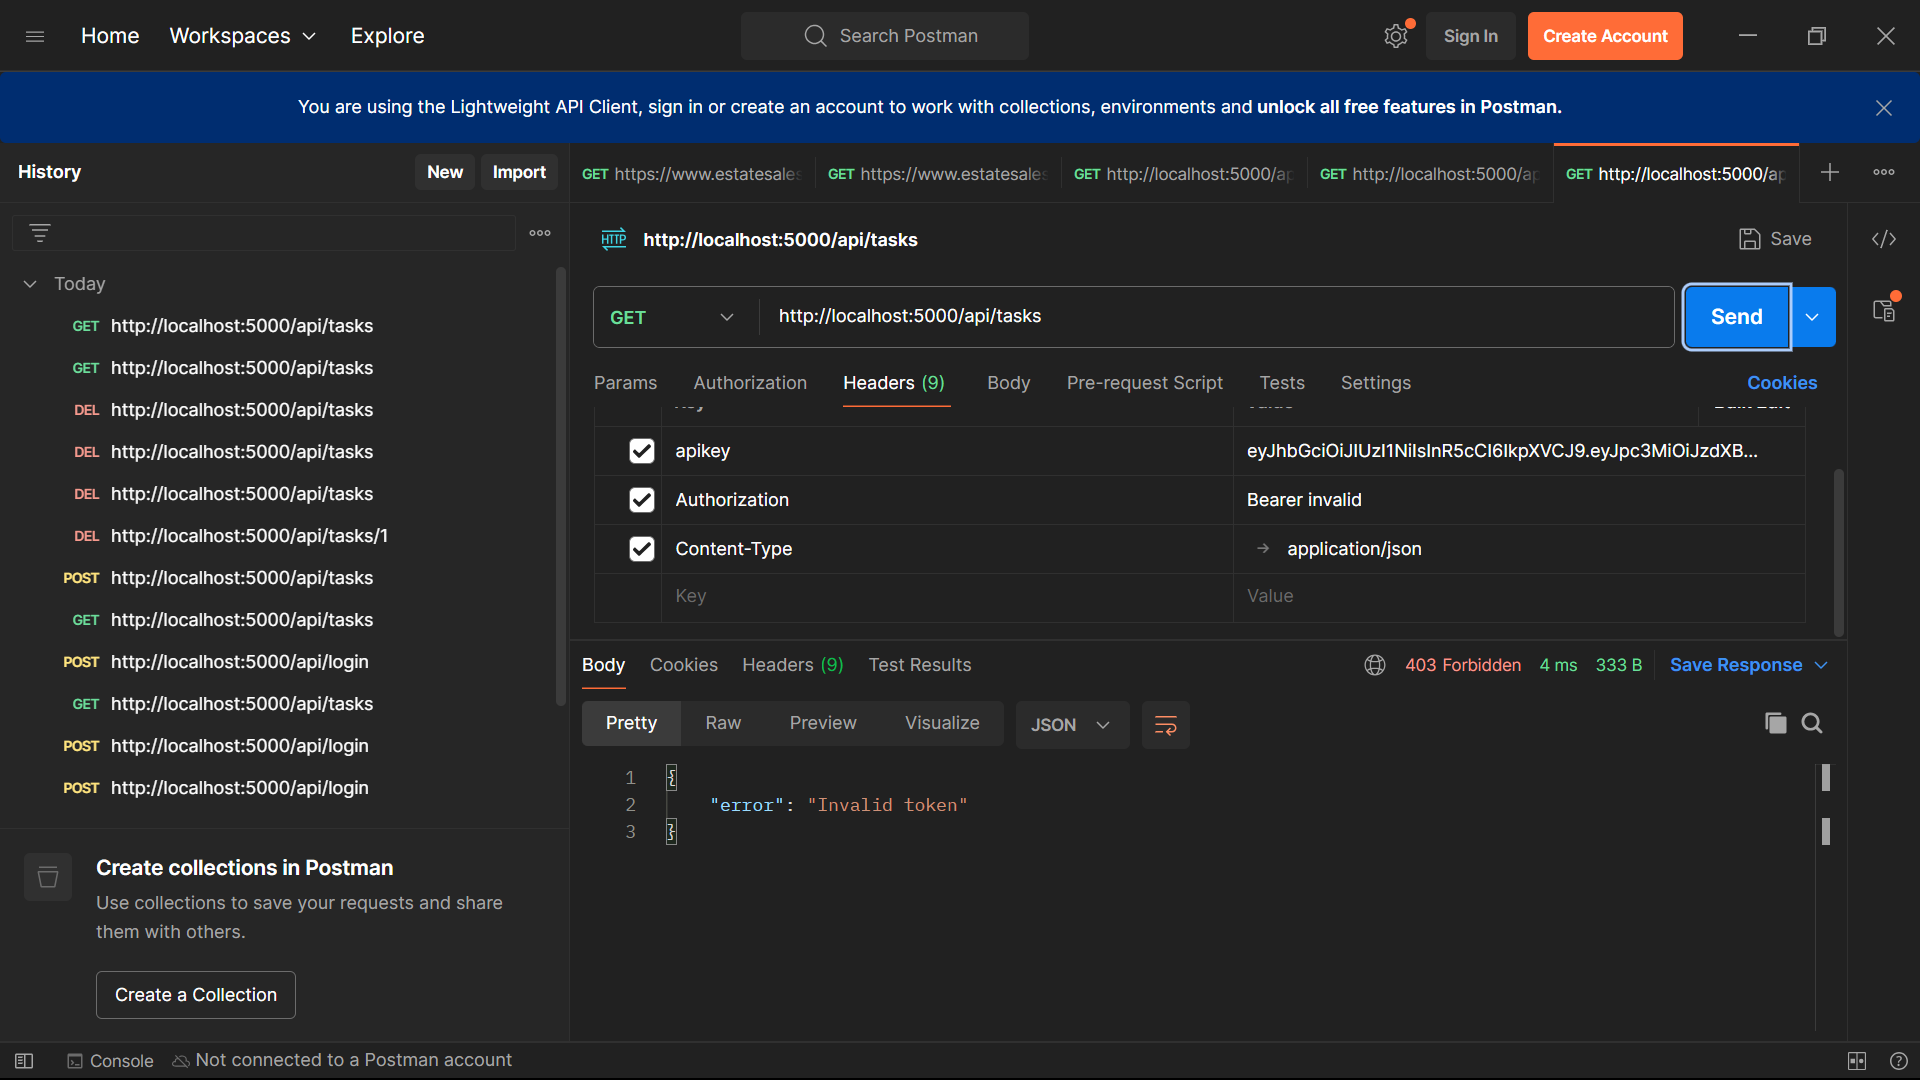 Home Workspaces Explore Search Postman Sign In Create Account
You are using the Lightweight API Client, sign in or create an account to work with collections, environments and unlock all free features in Postman.
History New Import
GET https://www.estatesales GET https://www.estatesales GET http://localhost:5000/ap GET http://localhost:5000/ap GET http://localhost:5000/ap
Today
GET http://localhost:5000/api/tasks
GET http://localhost:5000/api/tasks
DEL http://localhost:5000/api/tasks
DEL http://localhost:5000/api/tasks
DEL http://localhost:5000/api/tasks
DEL http://localhost:5000/api/tasks/1
POST http://localhost:5000/api/tasks
GET http://localhost:5000/api/tasks
POST http://localhost:5000/api/login
GET http://localhost:5000/api/tasks
POST http://localhost:5000/api/login
POST http://localhost:5000/api/login
Create collections in Postman
Use collections to save your requests and share
them with others.
Create a Collection
HTTP http://localhost:5000/api/tasks Save
GET http://localhost:5000/api/tasks Send
Params Authorization Headers (9) Body Pre-request Script Tests Settings Cookies
apikey eyJhbGciOiJIUzI1NiIsInR5cCI6IkpXVCJ9.eyJpc3MiOiJzdXB...
Authorization Bearer invalid
Content-Type application/json
Key Value
Body Cookies Headers (9) Test Results 403 Forbidden 4 ms 333 B Save Response
Pretty Raw Preview Visualize JSON
1 {
2 "error": "Invalid token"
3 }
Console Not connected to a Postman account